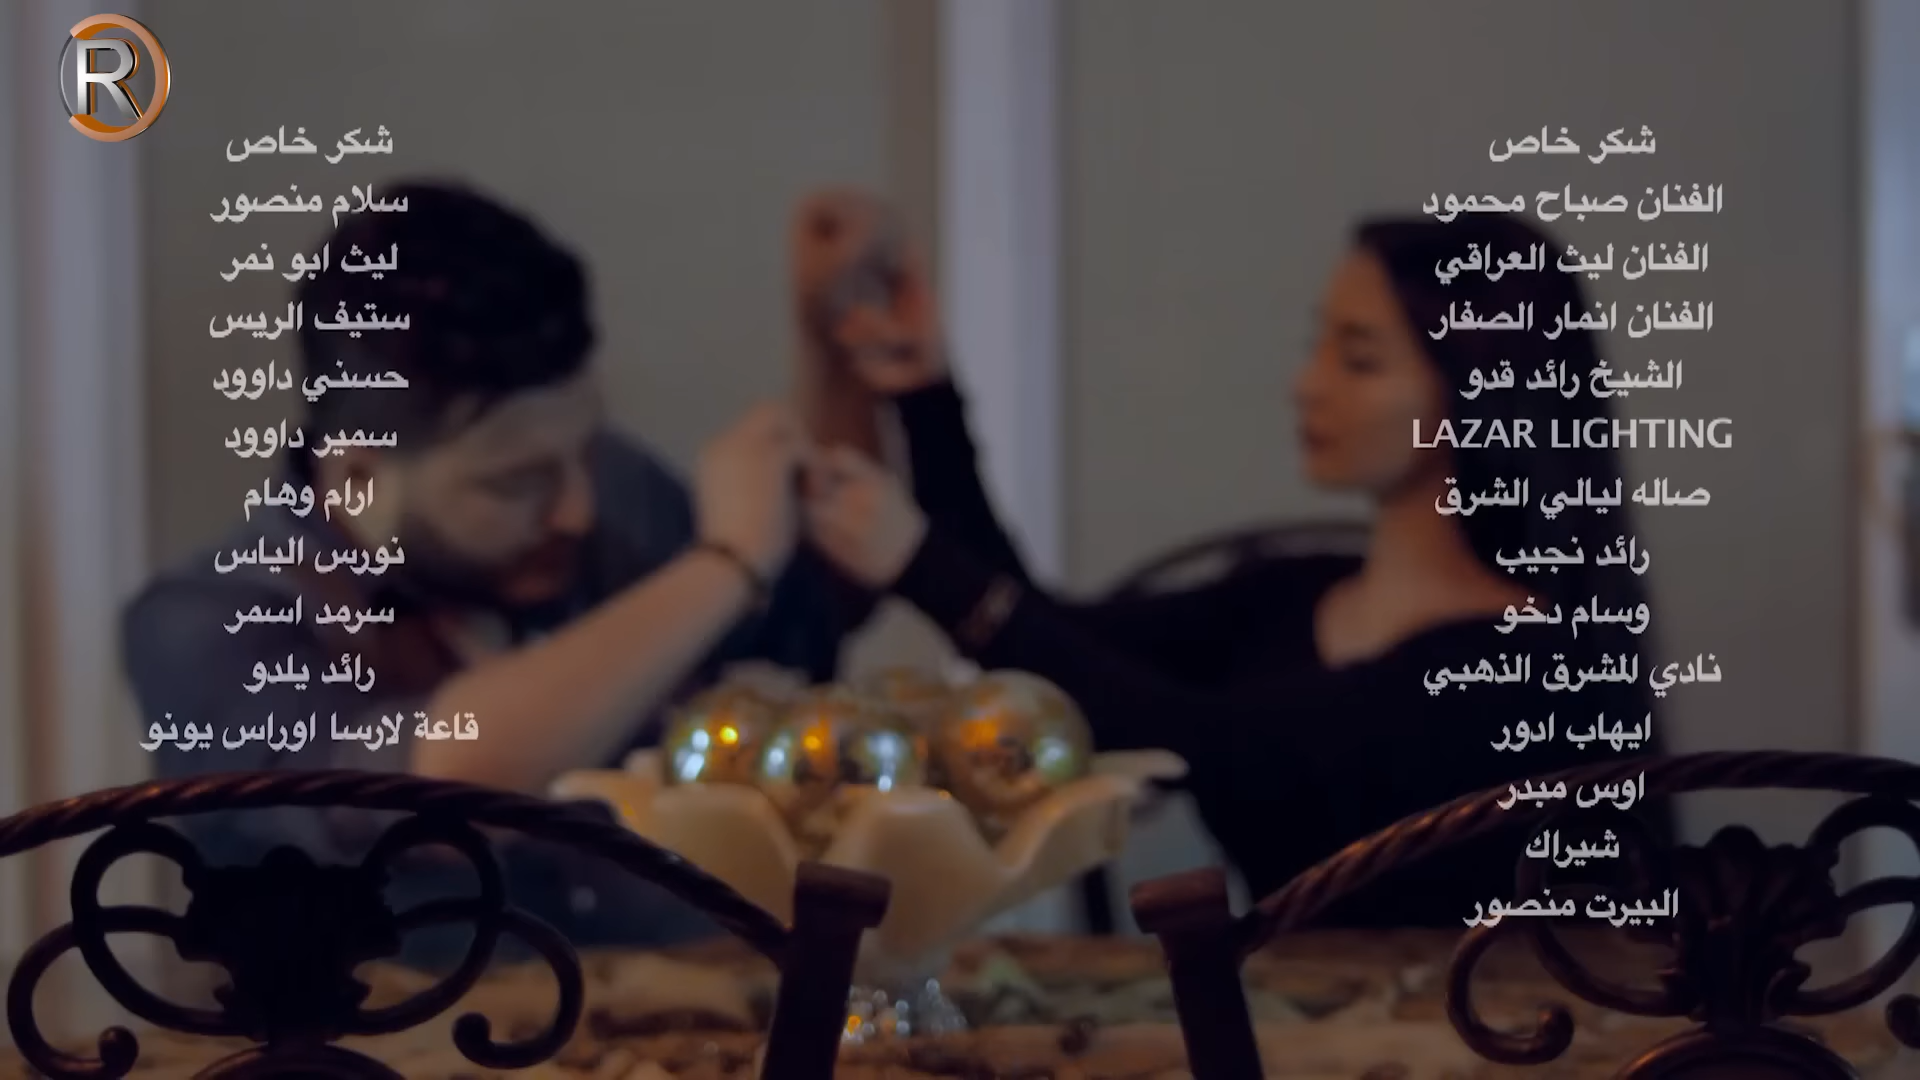 R
شكر خاص
الفنان صباح محمود
الفنان ليث العراقي
الفنان انمار الصفار
الشيخ رائد قدو
LAZAR LIGHTING
صاله ليالي الشرق
رائد نجيب
وسام دخو
نادي المشرق الذهبي
ايهاب ادور
اوس مبدر
شيراك
البيرت منصور
شكر خاص
سلام منصور
ليث ابو نمر
ستيف الريس
حسني داوود
سمير داوود
ارام وهام
نورس الياس
سرمد اسمر
رائد يلدو
قاعة لارسا اوراس يونو